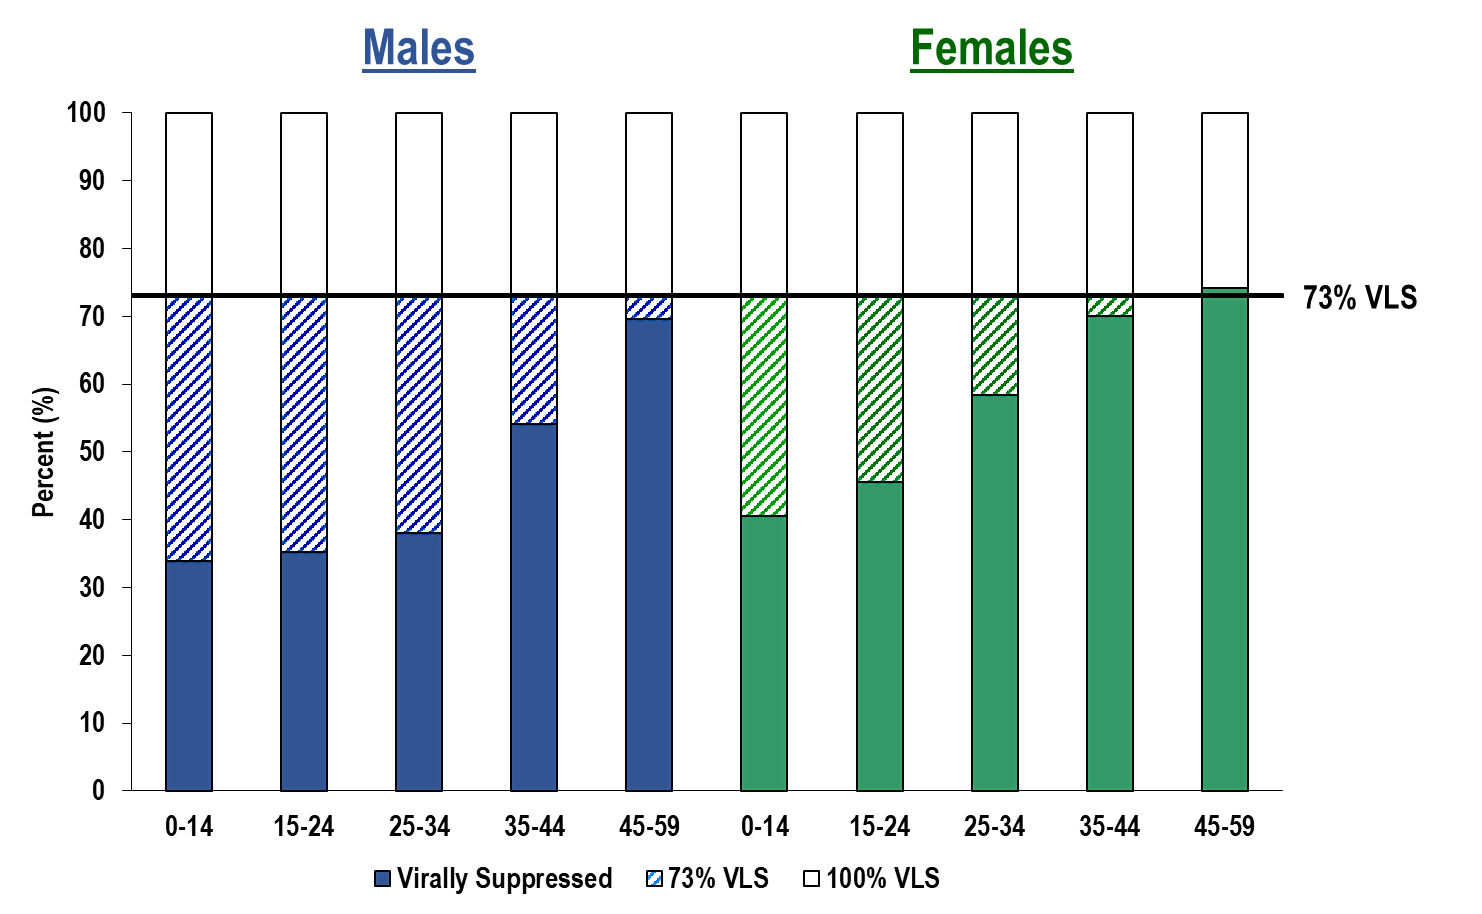 Males Females
100
90
80
73% VLS
70
60
50
40
30
20
10
0
Percent (%)
0-14 15-24 25-34 35-44 45-59 0-14 15-24 25-34 35-44 45-59
Virally Suppressed 73% VLS 100% VLS